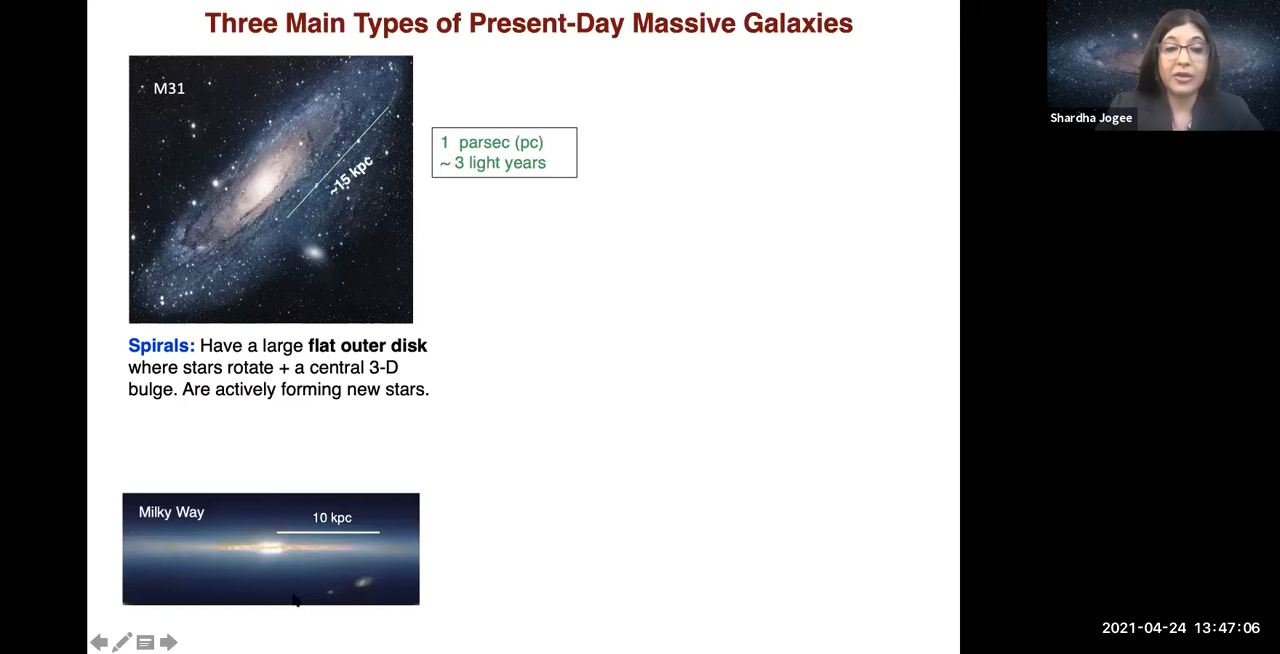 Three Main Types of Present-Day Massive Galaxies
M31
~15 kpc
1 parsec (pc)
~ 3 light years
Spirals: Have a large flat outer disk
where stars rotate + a central 3-D
bulge. Are actively forming new stars.
Milky Way
10 kpc
Shardha Jogee
2021-04-24 13:47:06